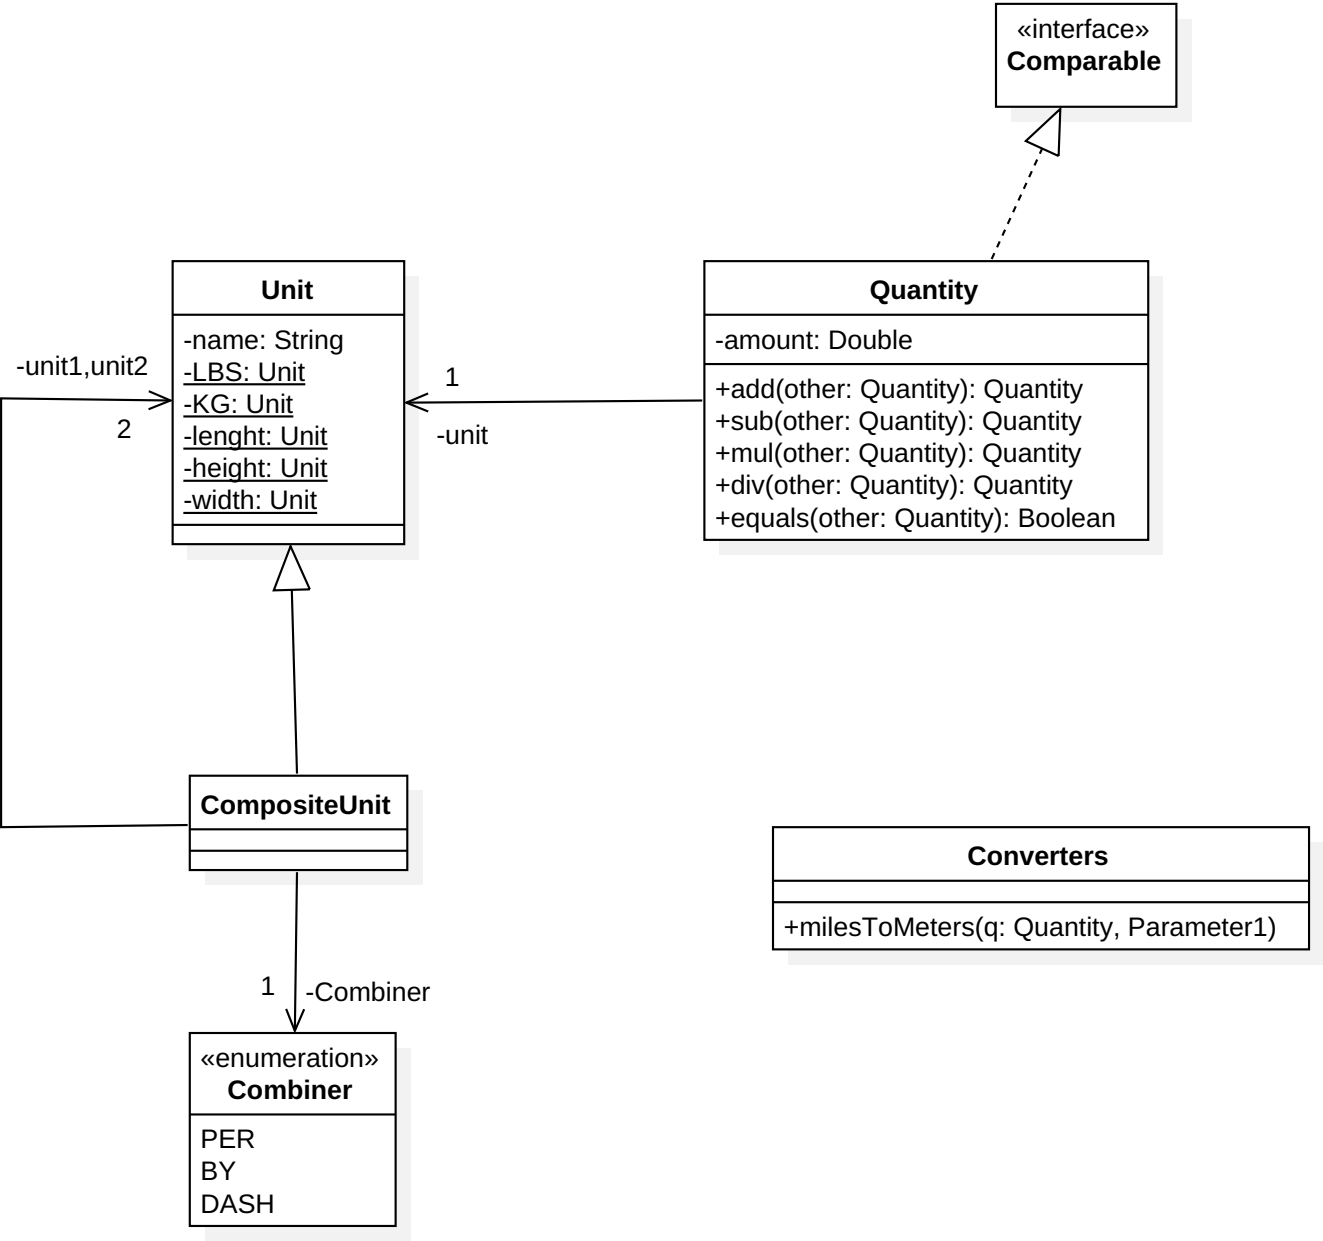 «interface»
Comparable
Unit
-name: String
-LBS: Unit
-KG: Unit
-lenght: Unit
-height: Unit
-width: Unit
-unit1,unit2
2
1
-unit
Quantity
-amount: Double
+add(other: Quantity): Quantity
+sub(other: Quantity): Quantity
+mul(other: Quantity): Quantity
+div(other: Quantity): Quantity
+equals(other: Quantity): Boolean
CompositeUnit
Converters
+milesToMeters(q: Quantity, Parameter1)
1
-Combiner
«enumeration»
Combiner
PER
BY
DASH